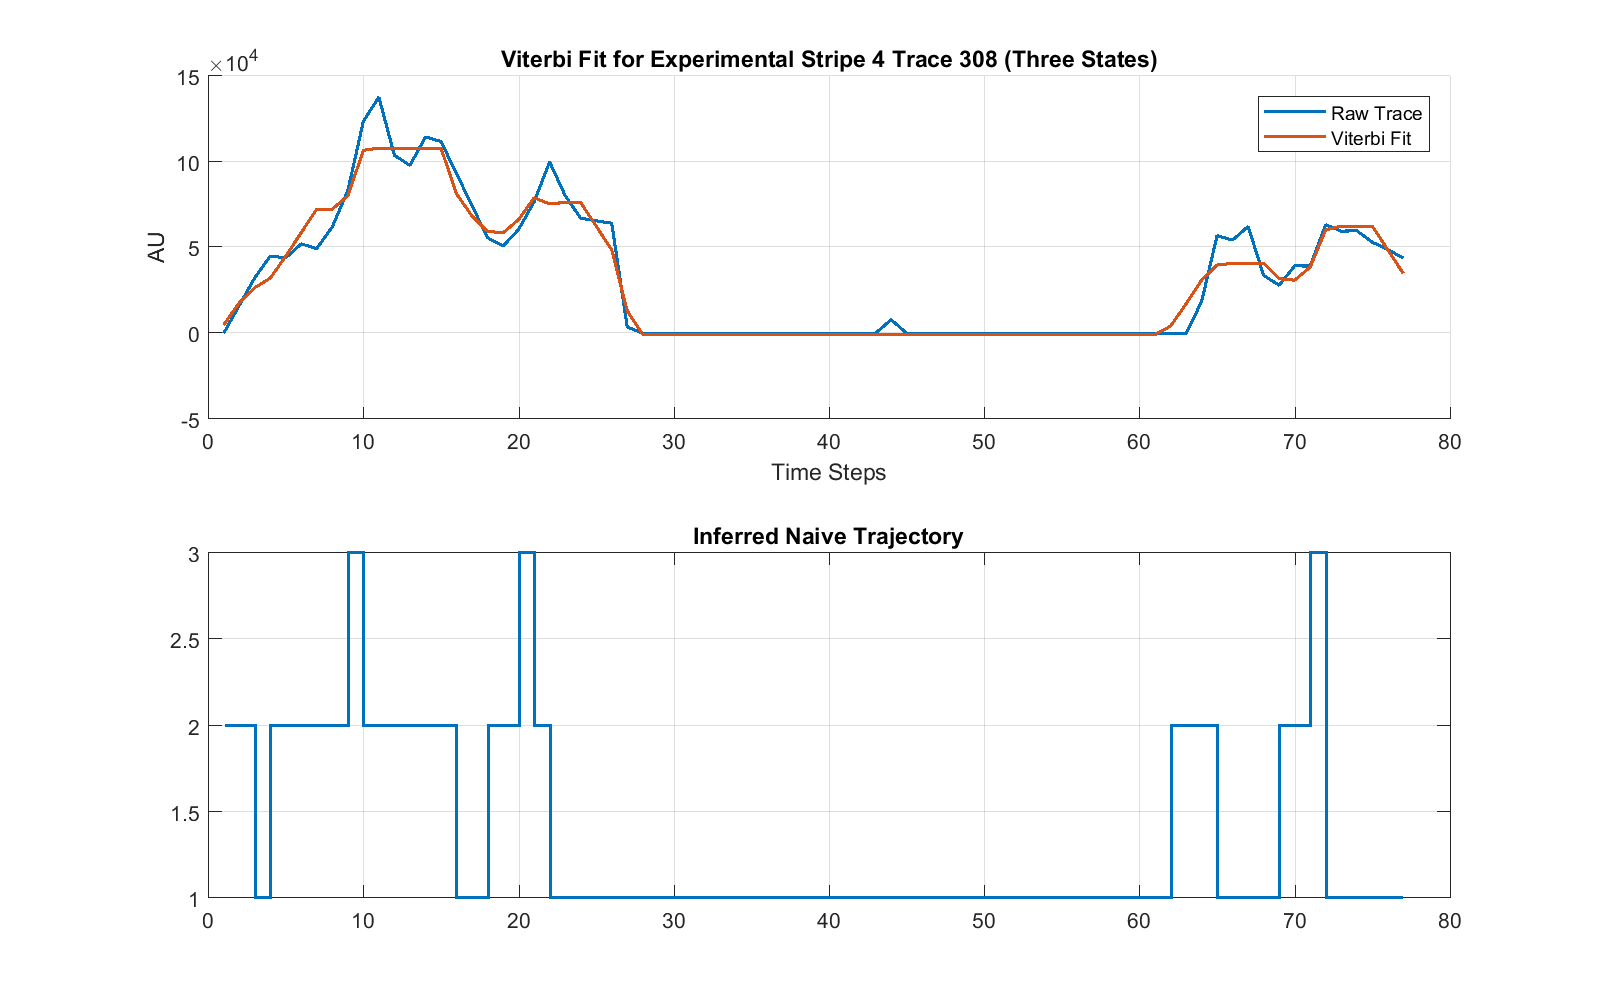 Viterbi Fit for Experimental Stripe 4 Trace 308 (Three States)
×10^4
15
10
5
0
-5
AU
0 10 20 30 40 50 60 70 80
Time Steps
Raw Trace
Viterbi Fit
Inferred Naive Trajectory
3
2.5
2
1.5
1
0 10 20 30 40 50 60 70 80